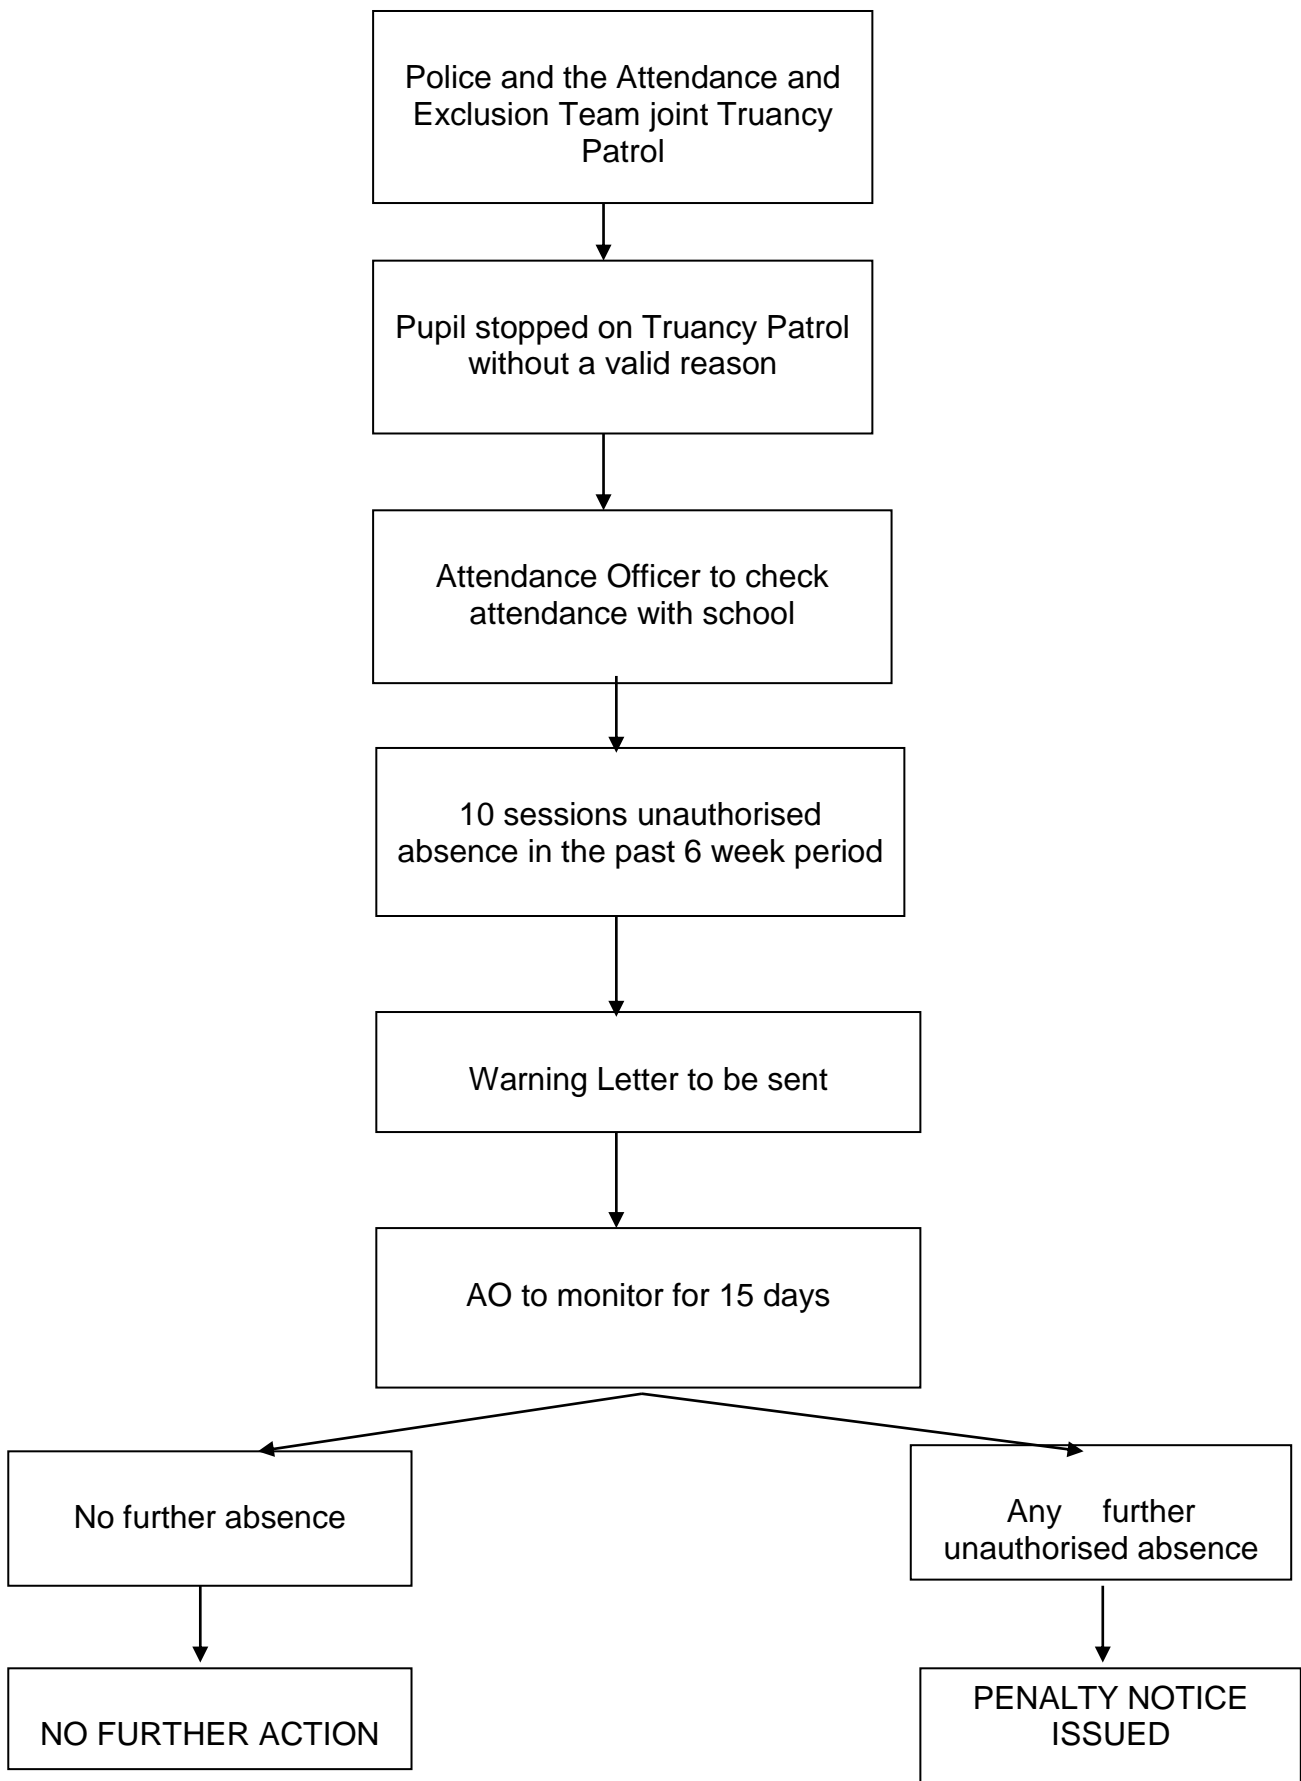 Police and the Attendance and
Exclusion Team joint Truancy
Patrol
Pupil stopped on Truancy Patrol
without a valid reason
Attendance Officer to check
attendance with school
10 sessions unauthorised
absence in the past 6 week period
Warning Letter to be sent
AO to monitor for 15 days
No further absence
Any further
unauthorised absence
NO FURTHER ACTION
PENALTY NOTICE
ISSUED